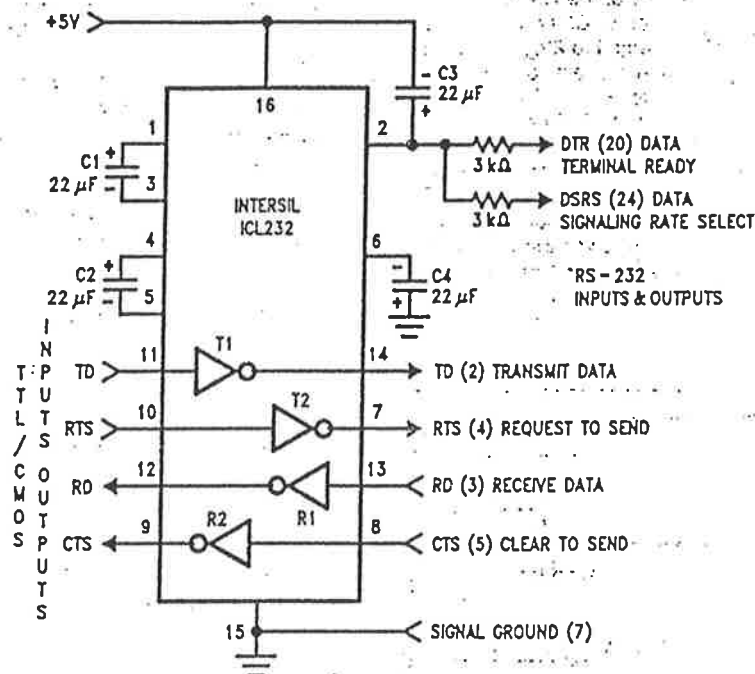 +5V
16
- C3
22 µF
+
1
2
C1 +
22 µF -
3
DTR (20) DATA
TERMINAL READY
3 kΩ
DSRS (24) DATA
SIGNALING RATE SELECT
3 kΩ
INTERSIL
ICL232
4
6
C2 +
22 µF -
5
- C4
+ 22 µF
RS-232
INPUTS & OUTPUTS
TTL/CMOS
INPUTS OUTPUTS
TD
11
T1
14
TD (2) TRANSMIT DATA
RTS
10
T2
7
RTS (4) REQUEST TO SEND
RD
12
R1
13
RD (3) RECEIVE DATA
CTS
9
R2
8
CTS (5) CLEAR TO SEND
15
SIGNAL GROUND (7)